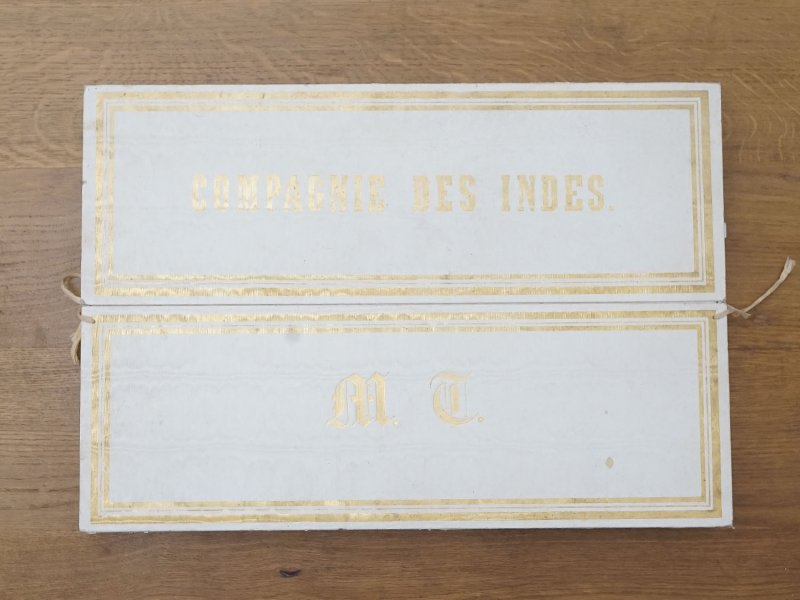 COMPAGNIE DES INDES.
M. T.